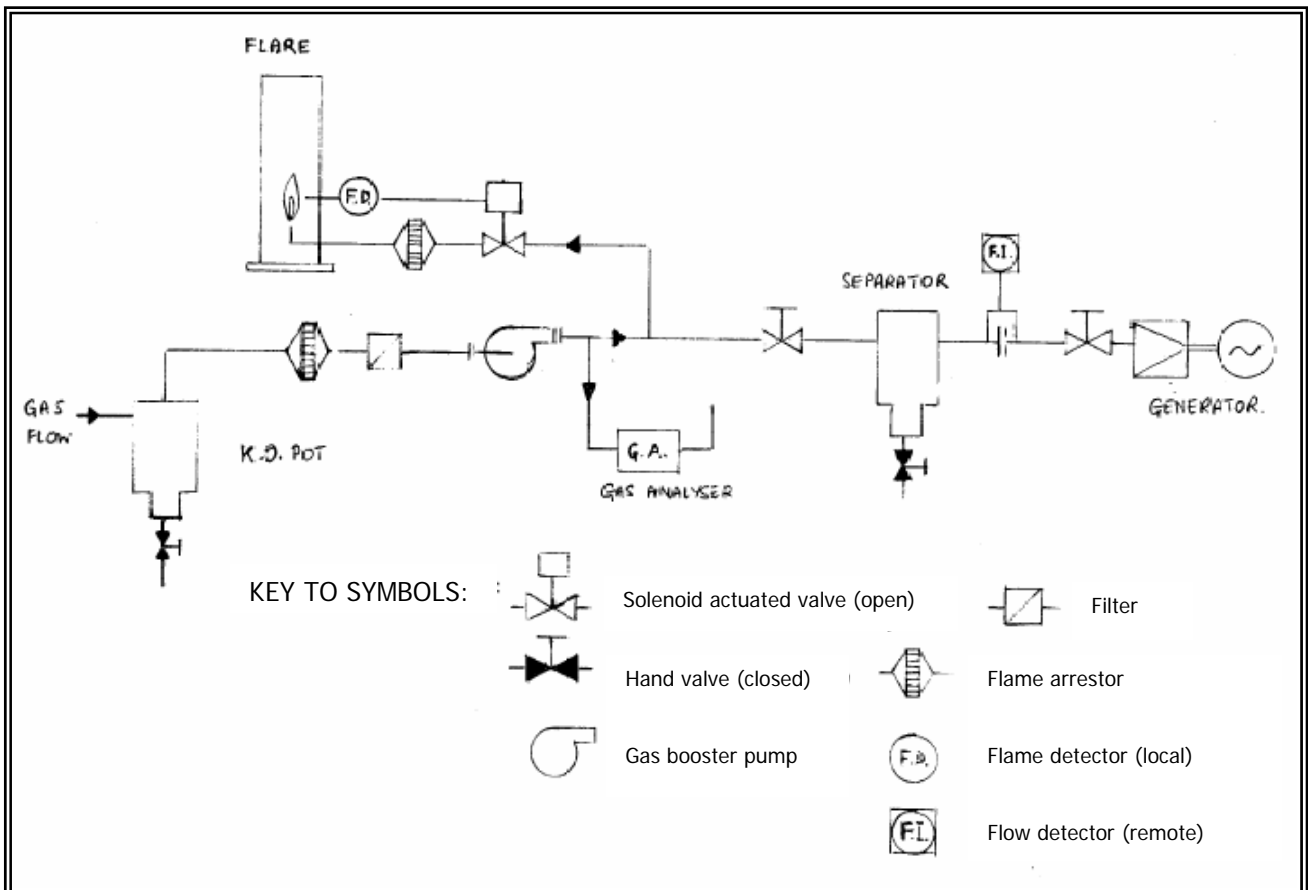 FLARE
F.D.
F.I.
SEPARATOR
GAS
FLOW
K.O. POT
G.A.
GAS ANALYSER
GENERATOR.
KEY TO SYMBOLS:
Solenoid actuated valve (open)
Filter
Hand valve (closed)
Flame arrestor
Gas booster pump
F.D.
Flame detector (local)
F.I.
Flow detector (remote)